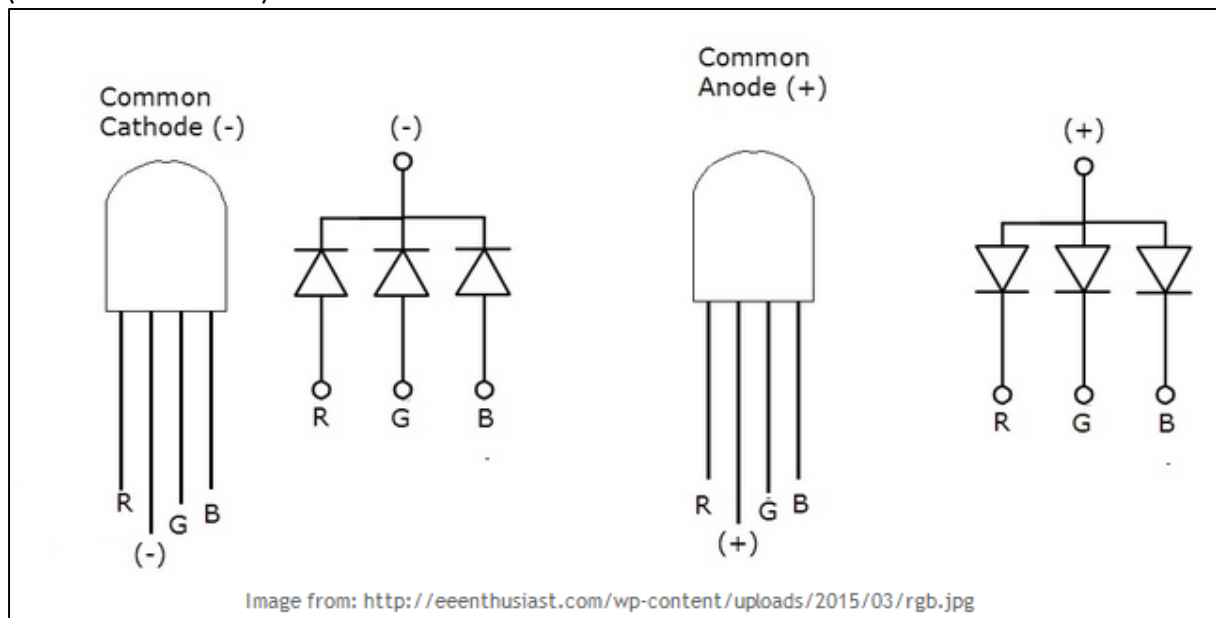 Common
Cathode (-)
(-)
R
G
B
R
(-)
G
B
Common
Anode (+)
(+)
R
G
B
R
(+)
G
B
Image from: http://eeenthusiast.com/wp-content/uploads/2015/03/rgb.jpg